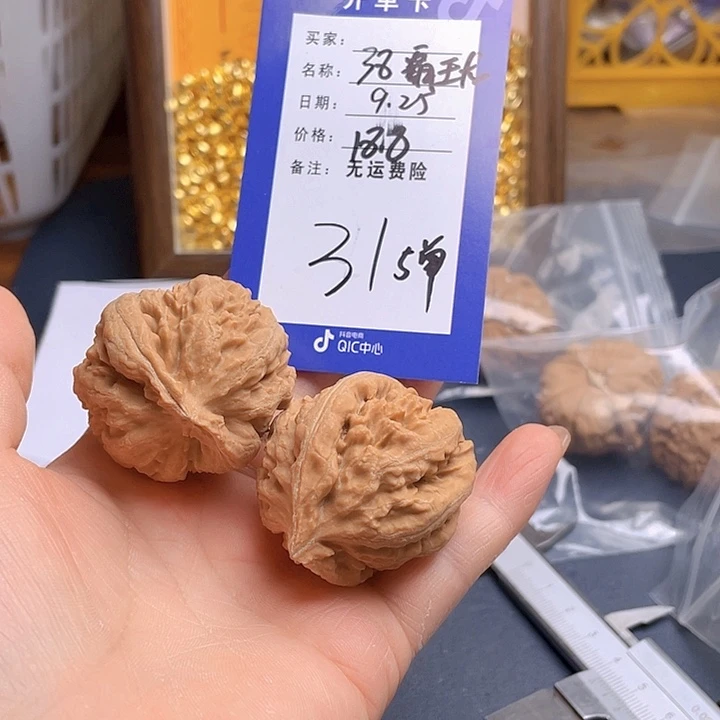 开单卡
买家：
名称：38霸王
日期：9.25
价格：
备注：无运费险
315单
抖音电商
QIC中心